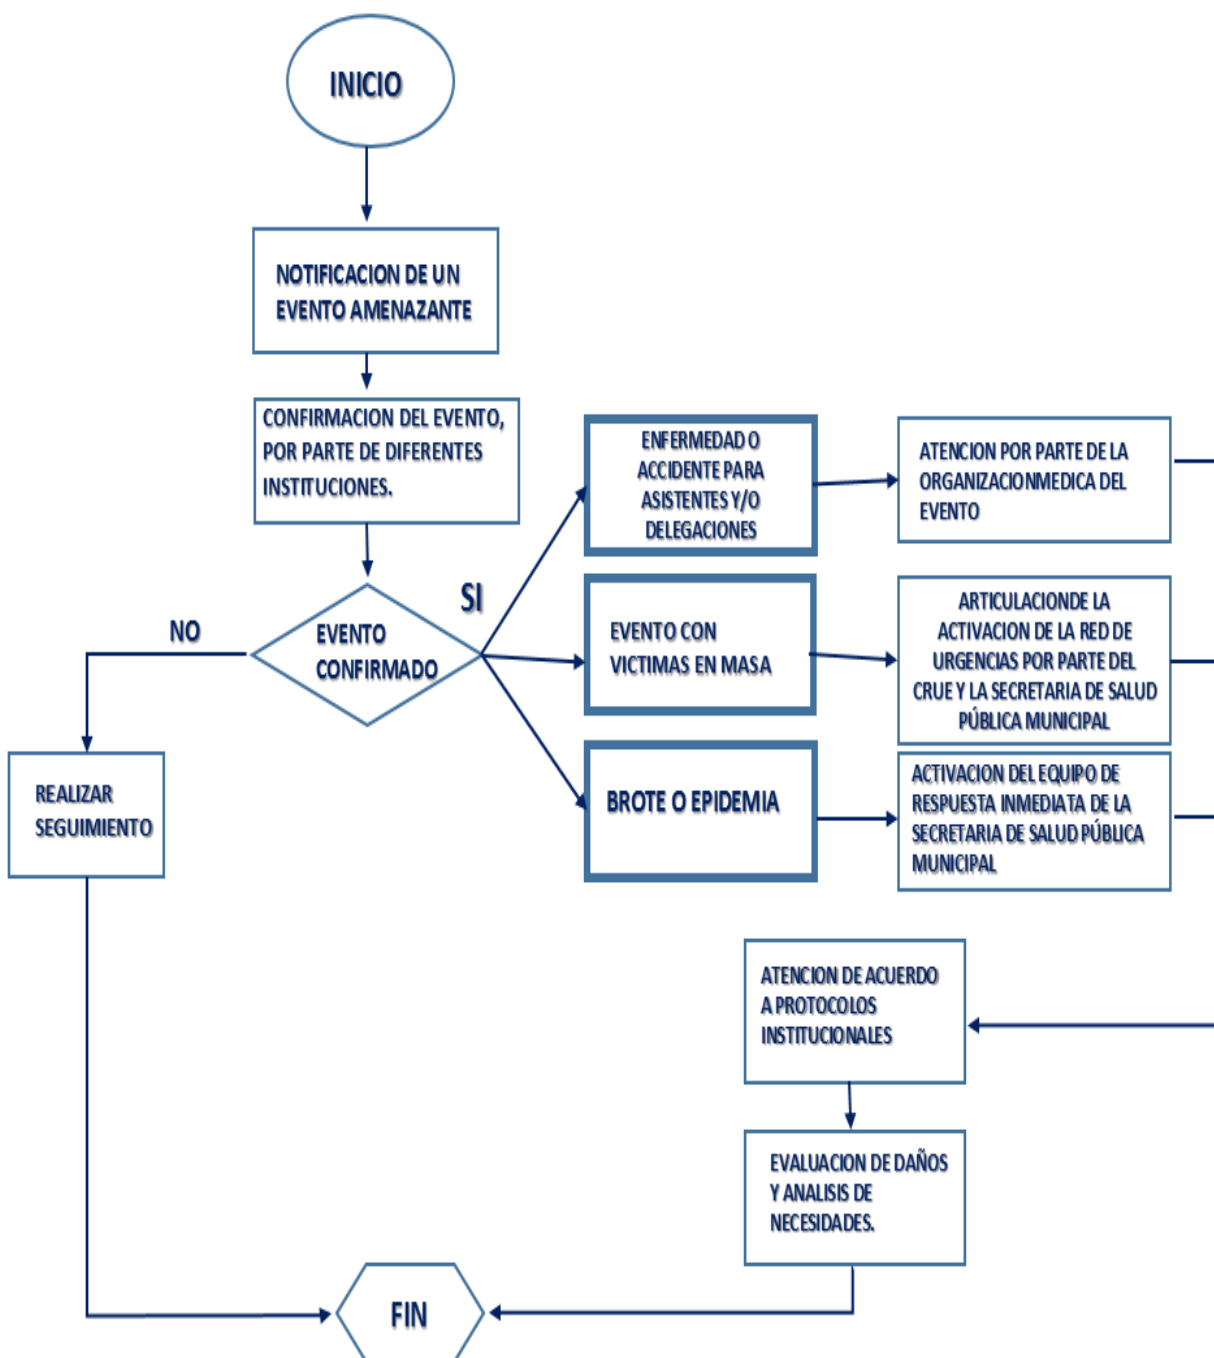 INICIO
NOTIFICACION DE UN
EVENTO AMENAZANTE
CONFIRMACION DEL EVENTO,
POR PARTE DE DIFERENTES
INSTITUCIONES.
EVENTO
CONFIRMADO
NO
SI
REALIZAR
SEGUIMIENTO
ENFERMEDAD O
ACCIDENTE PARA
ASISTENTES Y/O
DELEGACIONES
ATENCION POR PARTE DE LA
ORGANIZACIONMEDICA DEL
EVENTO
EVENTO CON
VICTIMAS EN MASA
ARTICULACIONDE LA
ACTIVACION DE LA RED DE
URGENCIAS POR PARTE DEL
CRUE Y LA SECRETARIA DE SALUD
PÚBLICA MUNICIPAL
BROTE O EPIDEMIA
ACTIVACION DEL EQUIPO DE
RESPUESTA INMEDIATA DE LA
SECRETARIA DE SALUD PÚBLICA
MUNICIPAL
ATENCION DE ACUERDO
A PROTOCOLOS
INSTITUCIONALES
EVALUACION DE DAÑOS
Y ANALISIS DE
NECESIDADES.
FIN